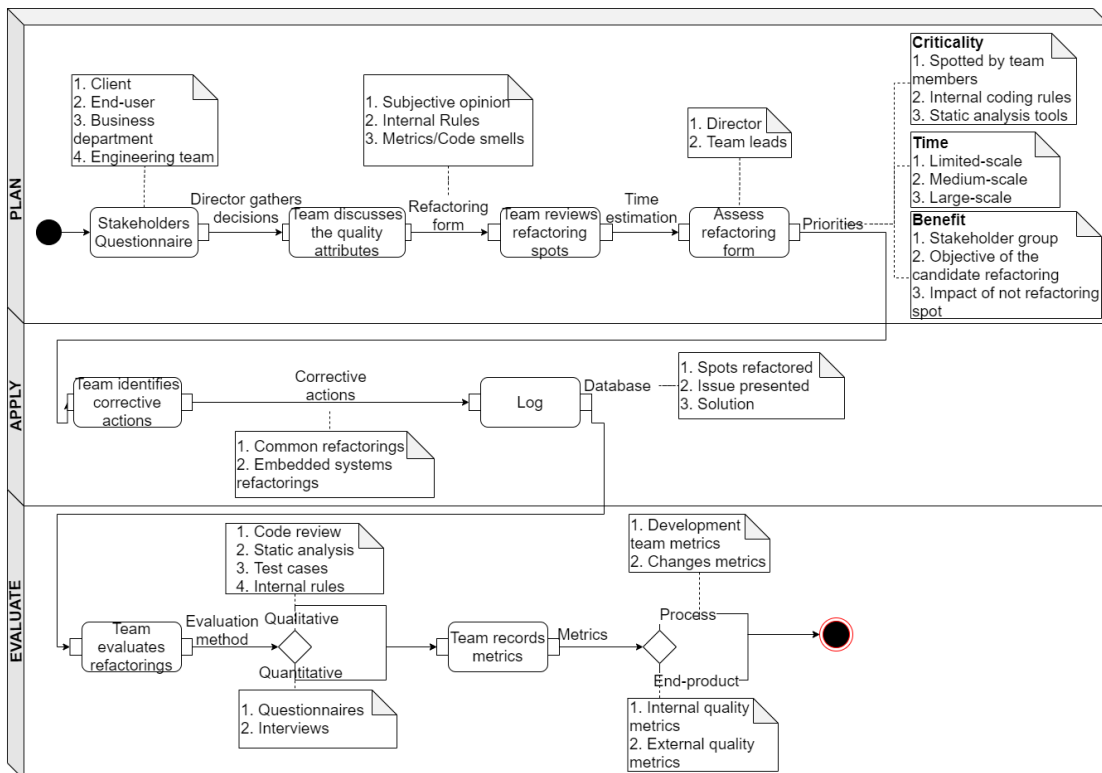 PLAN
1. Client
2. End-user
3. Business
department
4. Engineering team
1. Subjective opinion
2. Internal Rules
3. Metrics/Code smells
1. Director
2. Team leads
Criticality
1. Spotted by team
members
2. Internal coding rules
3. Static analysis tools
Time
1. Limited-scale
2. Medium-scale
3. Large-scale
Benefit
1. Stakeholder group
2. Objective of the
candidate refactoring
3. Impact of not refactoring
spot
Stakeholders
Questionnaire
Director gathers
decisions
Team discusses
the quality
attributes
Refactoring
form
Team reviews
refactoring
spots
Time
estimation
Assess
refactoring
form
Priorities
APPLY
Team identifies
corrective
actions
Corrective
actions
1. Common refactorings
2. Embedded systems
refactorings
Log
Database
1. Spots refactored
2. Issue presented
3. Solution
EVALUATE
Team
evaluates
refactorings
Evaluation
method
1. Code review
2. Static analysis
3. Test cases
4. Internal rules
Qualitative
Quantitative
1. Questionnaires
2. Interviews
Team records
metrics
Metrics
1. Development
team metrics
2. Changes metrics
Process
End-product
1. Internal quality
metrics
2. External quality
metrics